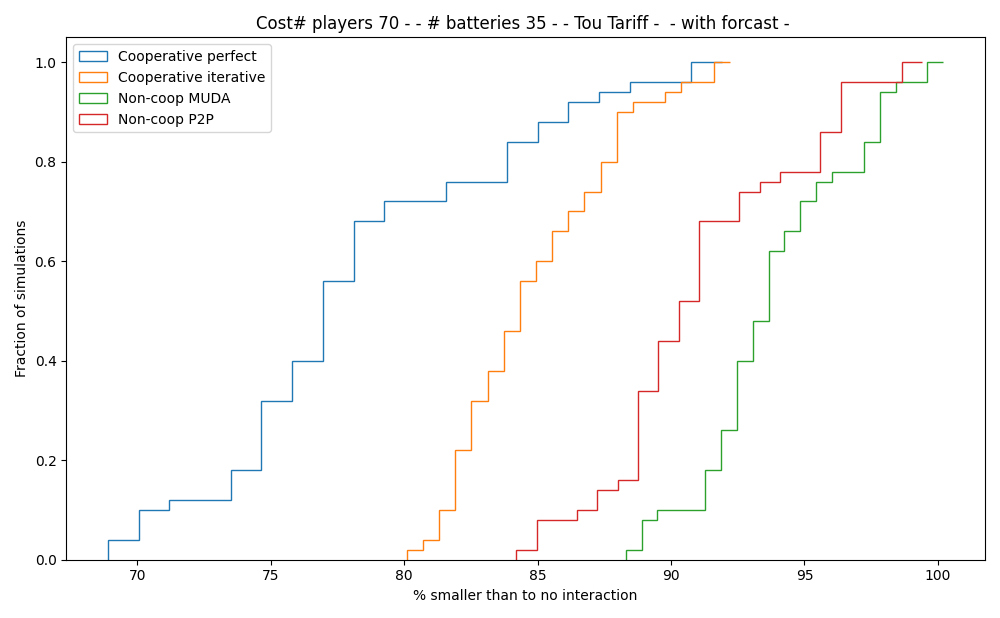 Cost# players 70 - - # batteries 35 - - Tou Tariff -  - with forcast -
Cooperative perfect
Cooperative iterative
Non-coop MUDA
Non-coop P2P
Fraction of simulations
1.0
0.8
0.6
0.4
0.2
0.0
70 75 80 85 90 95 100
% smaller than to no interaction